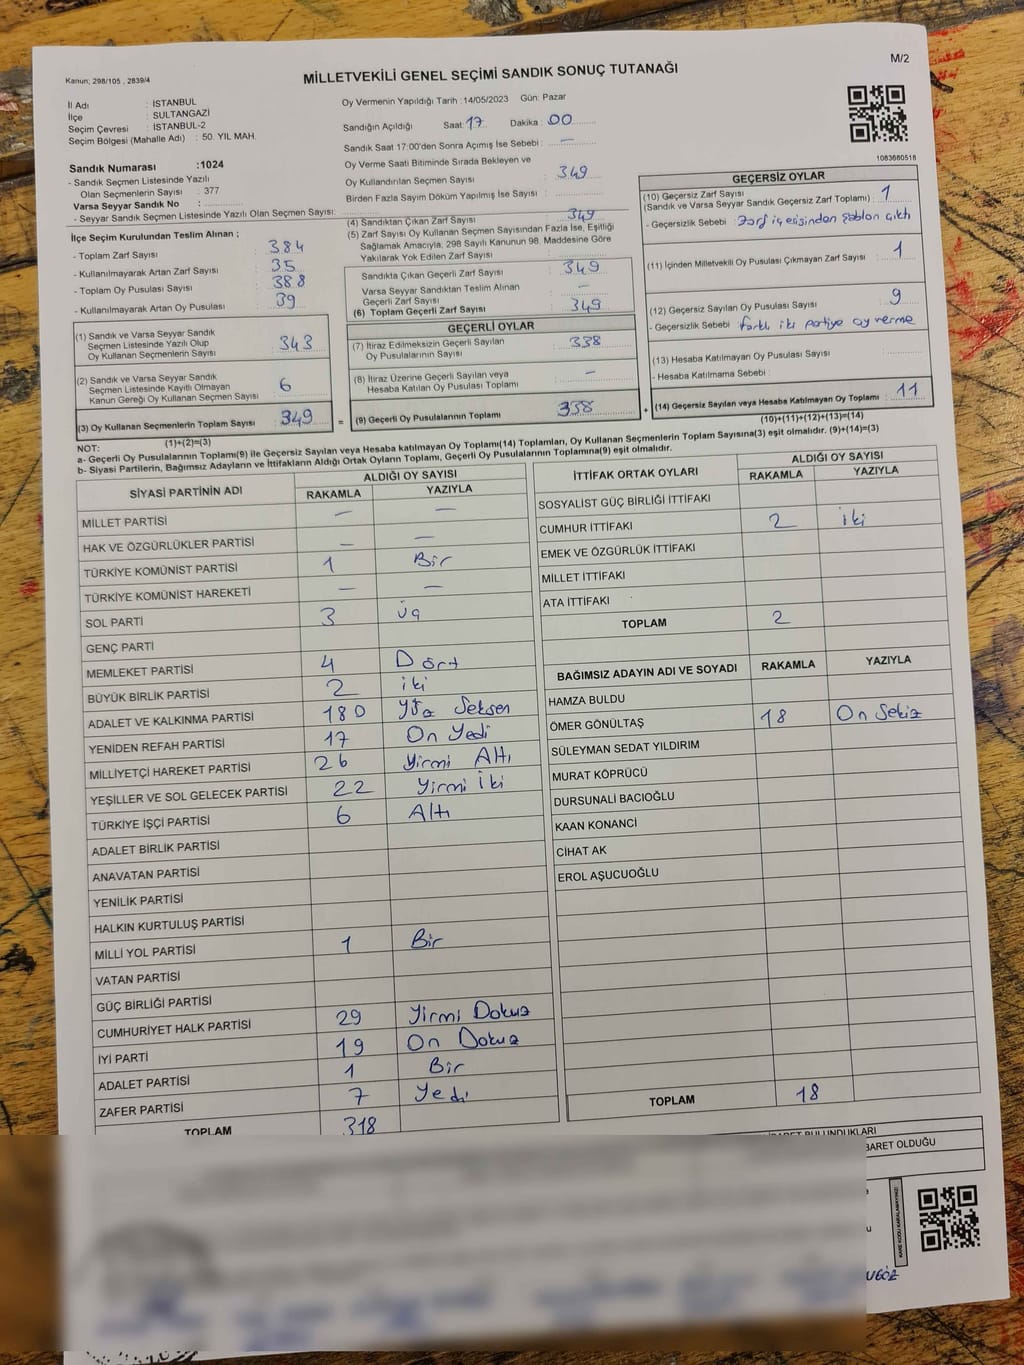 Kanun; 298/105 , 2839/4
MİLLETVEKİLİ GENEL SEÇİMİ SANDIK SONUÇ TUTANAĞI
M/2
İl Adı : İSTANBUL
İlçe : SULTANGAZİ
Seçim Çevresi : İSTANBUL-2
Seçim Bölgesi (Mahalle Adı) : 50. YIL MAH.
Sandık Numarası :1024
- Sandık Seçmen Listesinde Yazılı
Olan Seçmenlerin Sayısı : 377
Varsa Seyyar Sandık No :
- Seyyar Sandık Seçmen Listesinde Yazılı Olan Seçmen Sayısı:
Oy Vermenin Yapıldığı Tarih :14/05/2023 Gün: Pazar
Sandığın Açıldığı Saat: 17 Dakika : 00
Sandık Saat 17:00'den Sonra Açımış İse Sebebi : —
Oy Verme Saati Bitiminde Sırada Bekleyen ve
Oy Kullandırılan Seçmen Sayısı : 349
Birden Fazla Sayım Döküm Yapılmış İse Sayısı :
1083680518
İlçe Seçim Kurulundan Teslim Alınan ;
- Toplam Zarf Sayısı : 384
- Kullanılmayarak Artan Zarf Sayısı : 35
- Toplam Oy Pusulası Sayısı : 388
- Kullanılmayarak Artan Oy Pusulası : 39
(1) Sandık ve Varsa Seyyar Sandık
Seçmen Listesinde Yazılı Olup
Oy Kullanan Seçmenlerin Sayısı : 343
(2) Sandık ve Varsa Seyyar Sandık
Seçmen Listesinde Kayıtlı Olmayan
Kanun Gereği Oy Kullanan Seçmen Sayısı : 6
(3) Oy Kullanan Seçmenlerin Toplam Sayısı : 349
(1)+(2)=(3)
(4) Sandıktan Çıkan Zarf Sayısı : 349
(5) Zarf Sayısı Oy Kullanan Seçmen Sayısından Fazla İse, Eşitliği
Sağlamak Amacıyla, 298 Sayılı Kanunun 98. Maddesine Göre
Yakılarak Yok Edilen Zarf Sayısı :
Sandıkta Çıkan Geçerli Zarf Sayısı : 349
Varsa Seyyar Sandıktan Teslim Alınan
Geçerli Zarf Sayısı : —
(6) Toplam Geçerli Zarf Sayısı : 349
GEÇERLİ OYLAR
(7) İtiraz Edilmeksizin Geçerli Sayılan
Oy Pusulalarının Sayısı : 338
(8) İtiraz Üzerine Geçerli Sayılan veya
Hesaba Katılan Oy Pusulası Toplamı : —
= (9) Geçerli Oy Pusulalarının Toplamı : 338
GEÇERSİZ OYLAR
(10) Geçersiz Zarf Sayısı : 1
(Sandık ve Varsa Seyyar Sandık Geçersiz Zarf Toplamı)
- Geçersizlik Sebebi : Zarf içerisinden şablon çıktı
(11) İçinden Milletvekili Oy Pusulası Çıkmayan Zarf Sayısı : 1
(12) Geçersiz Sayılan Oy Pusulası Sayısı : 9
- Geçersizlik Sebebi : farklı iki partiye oy verme
(13) Hesaba Katılmayan Oy Pusulası Sayısı :
- Hesaba Katılmama Sebebi :
+ (14) Geçersiz Sayılan veya Hesaba Katılmayan Oy Toplamı : 11
(10)+(11)+(12)+(13)=(14)
NOT:
a- Geçerli Oy Pusulalarının Toplamı(9) ile Geçersiz Sayılan veya Hesaba katılmayan Oy Toplamı(14) Toplamları, Oy Kullanan Seçmenlerin Toplam Sayısına(3) eşit olmalıdır. (9)+(14)=(3)
b- Siyasi Partilerin, Bağımsız Adayların ve İttifakların Aldığı Ortak Oyların Toplamı, Geçerli Oy Pusulalarının Toplamına(9) eşit olmalıdır.
SİYASİ PARTİNİN ADI ALDIĞI OY SAYISI
RAKAMLA YAZIYLA
MİLLET PARTİSİ — —
HAK VE ÖZGÜRLÜKLER PARTİSİ — —
TÜRKİYE KOMÜNİST PARTİSİ 1 Bir
TÜRKİYE KOMÜNİST HAREKETİ — —
SOL PARTİ 3 üç
GENÇ PARTİ
MEMLEKET PARTİSİ 4 Dört
BÜYÜK BİRLİK PARTİSİ 2 iki
ADALET VE KALKINMA PARTİSİ 180 Yüz Seksen
YENİDEN REFAH PARTİSİ 17 On Yedi
MİLLİYETÇİ HAREKET PARTİSİ 26 Yirmi Altı
YEŞİLLER VE SOL GELECEK PARTİSİ 22 Yirmi İki
TÜRKİYE İŞÇİ PARTİSİ 6 Altı
ADALET BİRLİK PARTİSİ
ANAVATAN PARTİSİ
YENİLİK PARTİSİ
HALKIN KURTULUŞ PARTİSİ
MİLLİ YOL PARTİSİ 1 Bir
VATAN PARTİSİ
GÜÇ BİRLİĞİ PARTİSİ
CUMHURİYET HALK PARTİSİ 29 Yirmi Dokuz
İYİ PARTİ 19 On Dokuz
ADALET PARTİSİ 1 Bir
ZAFER PARTİSİ 7 Yedi
TOPLAM 318
İTTİFAK ORTAK OYLARI ALDIĞI OY SAYISI
RAKAMLA YAZIYLA
SOSYALİST GÜÇ BİRLİĞİ İTTİFAKI
CUMHUR İTTİFAKI 2 iki
EMEK VE ÖZGÜRLÜK İTTİFAKI
MİLLET İTTİFAKI
ATA İTTİFAKI
TOPLAM 2
BAĞIMSIZ ADAYIN ADI VE SOYADI RAKAMLA YAZIYLA
HAMZA BULDU
ÖMER GÖNÜLTAŞ 18 On Sekiz
SÜLEYMAN SEDAT YILDIRIM
MURAT KÖPRÜCÜ
DURSUNALİ BACIOĞLU
KAAN KONANCİ
CİHAT AK
EROL AŞUCUOĞLU
TOPLAM 18
BULUNDUKLARI
BARET OLDUĞU
KARE KODU KARALAMAYINIZ!